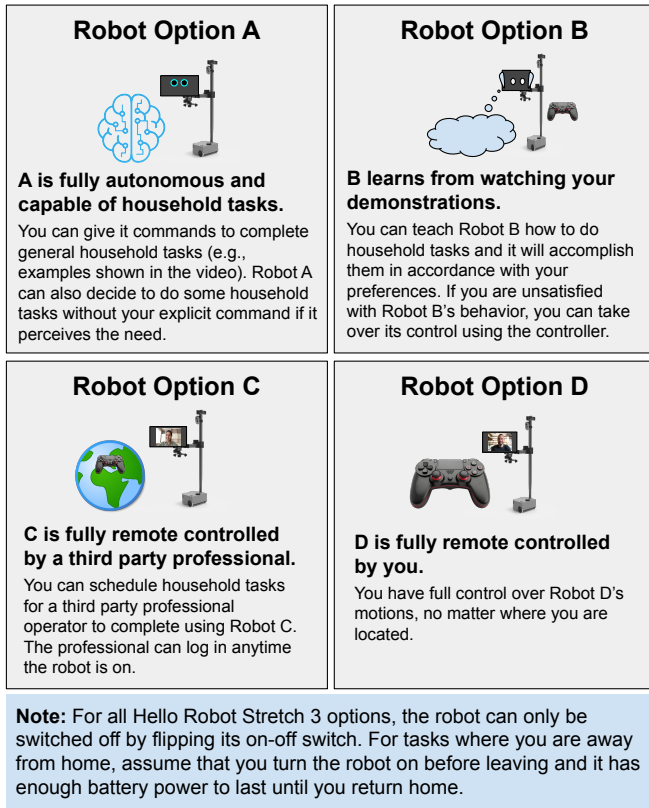 Robot Option A
A is fully autonomous and
capable of household tasks.
You can give it commands to complete
general household tasks (e.g.,
examples shown in the video). Robot A
can also decide to do some household
tasks without your explicit command if it
perceives the need.
Robot Option B
B learns from watching your
demonstrations.
You can teach Robot B how to do
household tasks and it will accomplish
them in accordance with your
preferences. If you are unsatisfied
with Robot B’s behavior, you can take
over its control using the controller.
Robot Option C
C is fully remote controlled
by a third party professional.
You can schedule household tasks
for a third party professional
operator to complete using Robot C.
The professional can log in anytime
the robot is on.
Robot Option D
D is fully remote controlled
by you.
You have full control over Robot D’s
motions, no matter where you are
located.
Note: For all Hello Robot Stretch 3 options, the robot can only be
switched off by flipping its on-off switch. For tasks where you are away
from home, assume that you turn the robot on before leaving and it has
enough battery power to last until you return home.